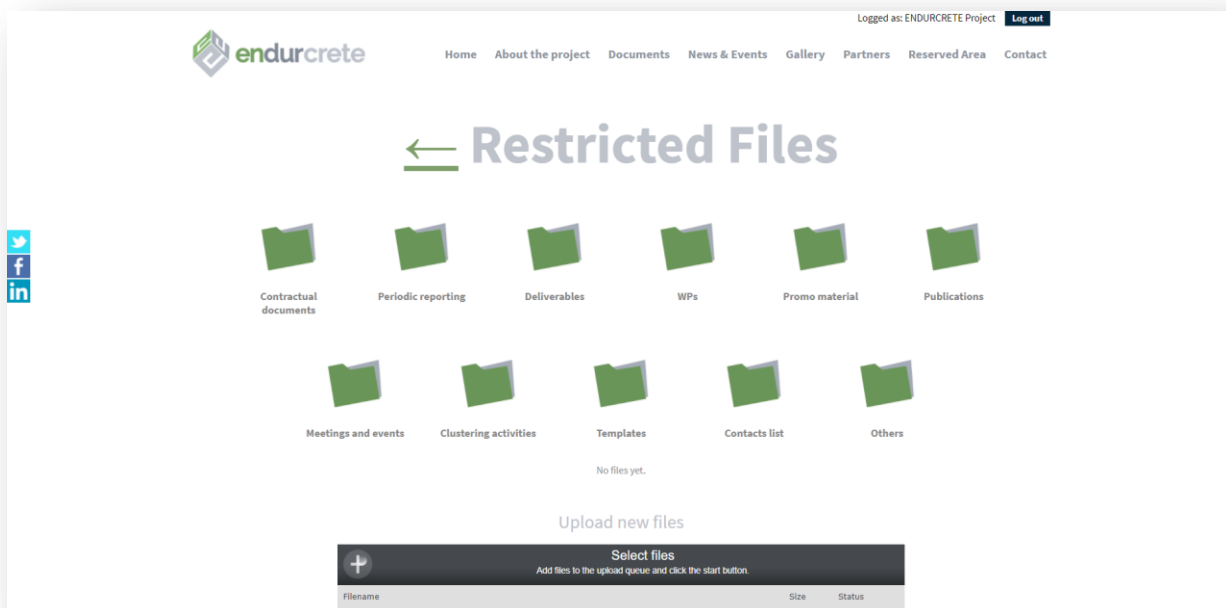 Logged as: ENDURCRETE Project Log out
endurcrete
Home About the project Documents News & Events Gallery Partners Reserved Area Contact
← Restricted Files
Contractual documents
Periodic reporting
Deliverables
WPs
Promo material
Publications
Meetings and events
Clustering activities
Templates
Contacts list
Others
No files yet.
Upload new files
Select files
Add files to the upload queue and click the start button.
Filename Size Status